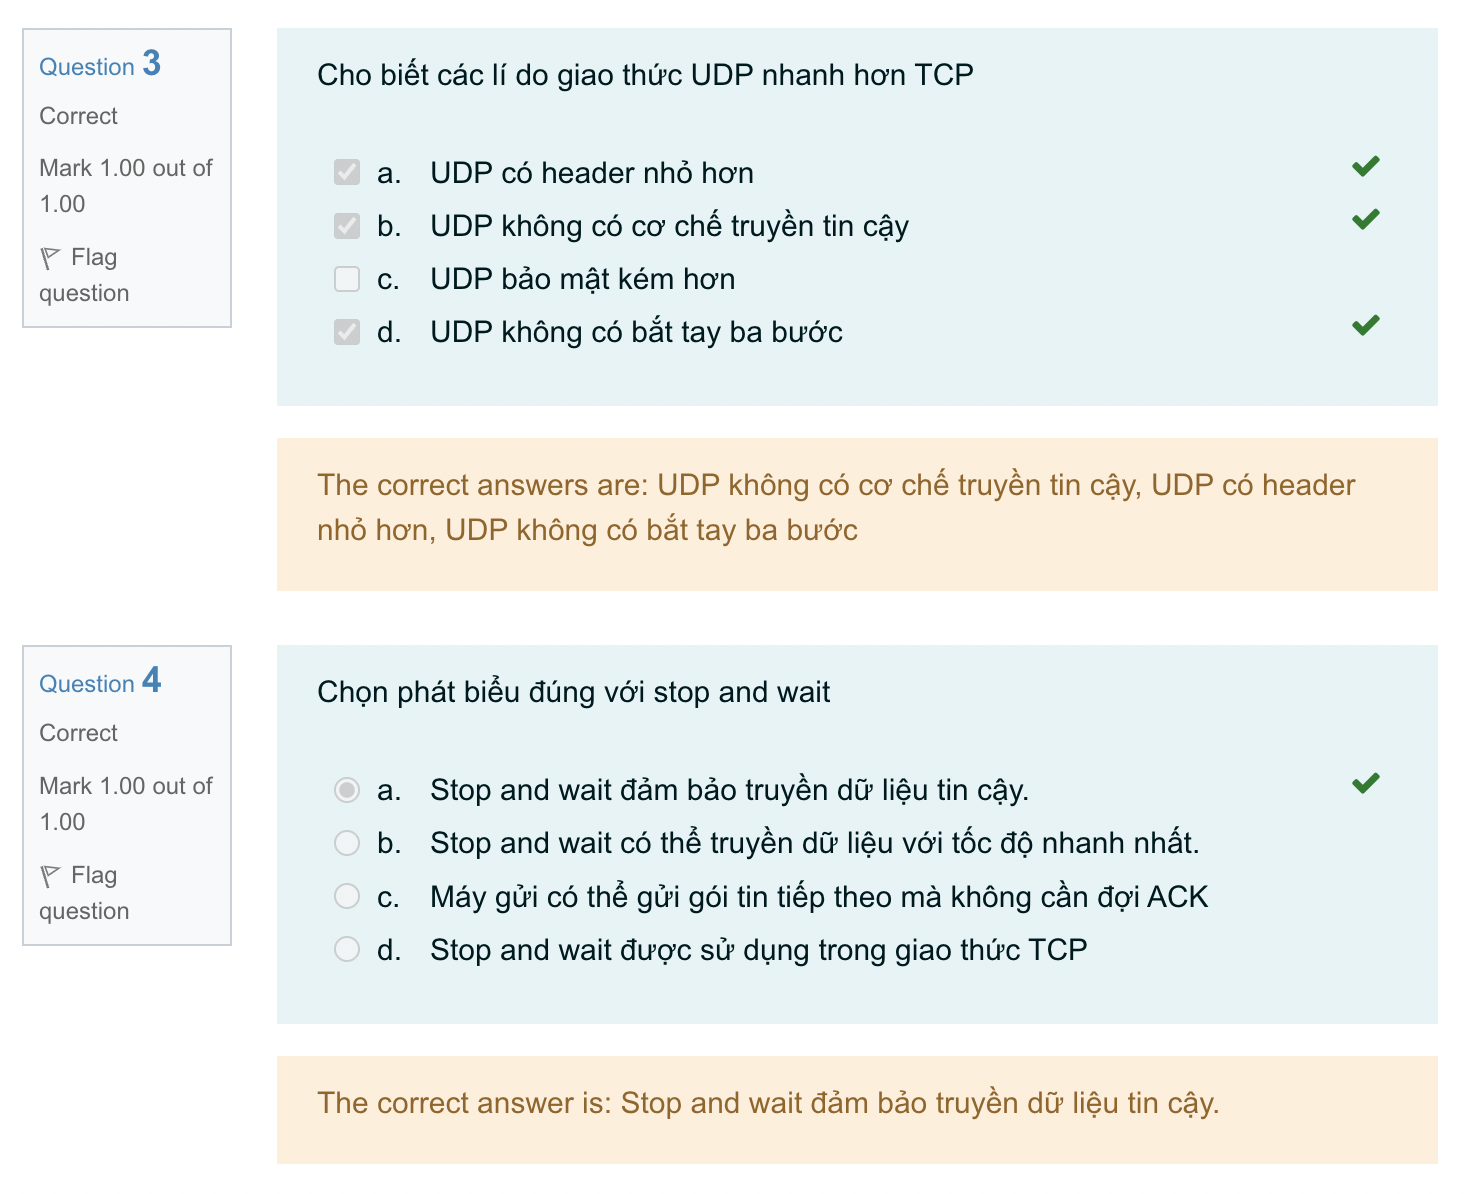 Question 3
Correct
Mark 1.00 out of
1.00
Flag
question
Cho biết các lí do giao thức UDP nhanh hơn TCP
a. UDP có header nhỏ hơn
b. UDP không có cơ chế truyền tin cậy
c. UDP bảo mật kém hơn
d. UDP không có bắt tay ba bước
The correct answers are: UDP không có cơ chế truyền tin cậy, UDP có header
nhỏ hơn, UDP không có bắt tay ba bước
Question 4
Correct
Mark 1.00 out of
1.00
Flag
question
Chọn phát biểu đúng với stop and wait
a. Stop and wait đảm bảo truyền dữ liệu tin cậy.
b. Stop and wait có thể truyền dữ liệu với tốc độ nhanh nhất.
c. Máy gửi có thể gửi gói tin tiếp theo mà không cần đợi ACK
d. Stop and wait được sử dụng trong giao thức TCP
The correct answer is: Stop and wait đảm bảo truyền dữ liệu tin cậy.